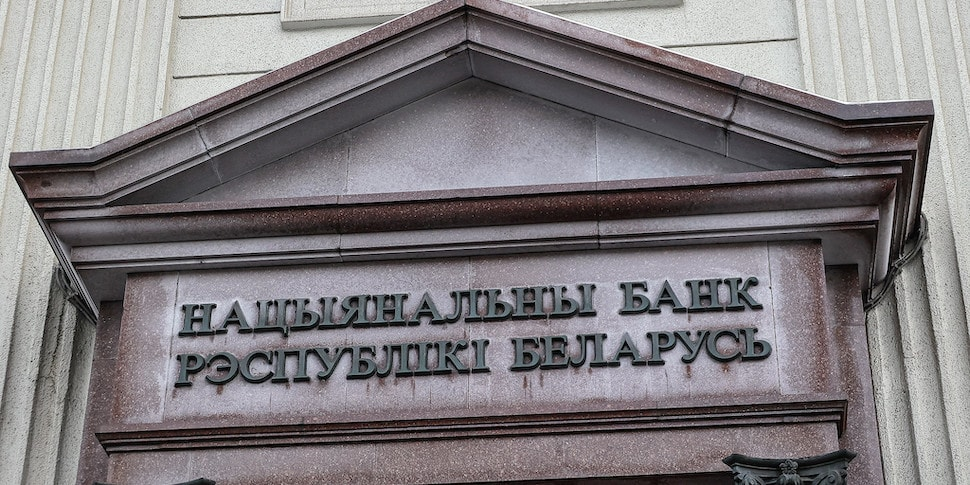 НАЦЫЯНАЛЬНЫ БАНК
РЭСПУБЛІКІ БЕЛАРУСЬ